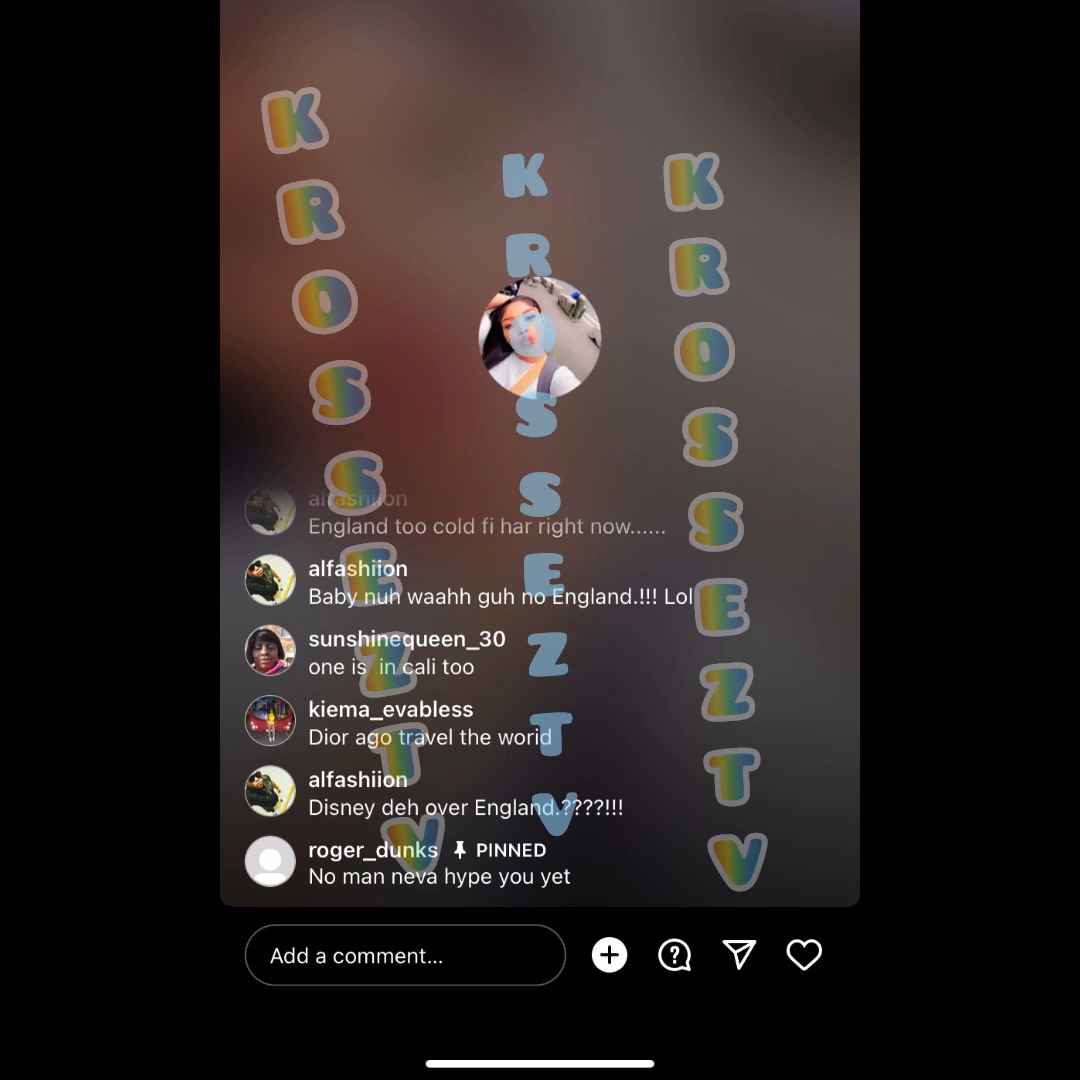 KROSSEZTV
KROSSEZTV
KROSSEZTV
alfashiion
England too cold fi har right now......
alfashiion
Baby nuh waahh guh no England.!!! Lol
sunshinequeen_30
one is in cali too
kiema_evabless
Dior ago travel the world
alfashiion
Disney deh over England.????!!!
roger_dunks PINNED
No man neva hype you yet
Add a comment...